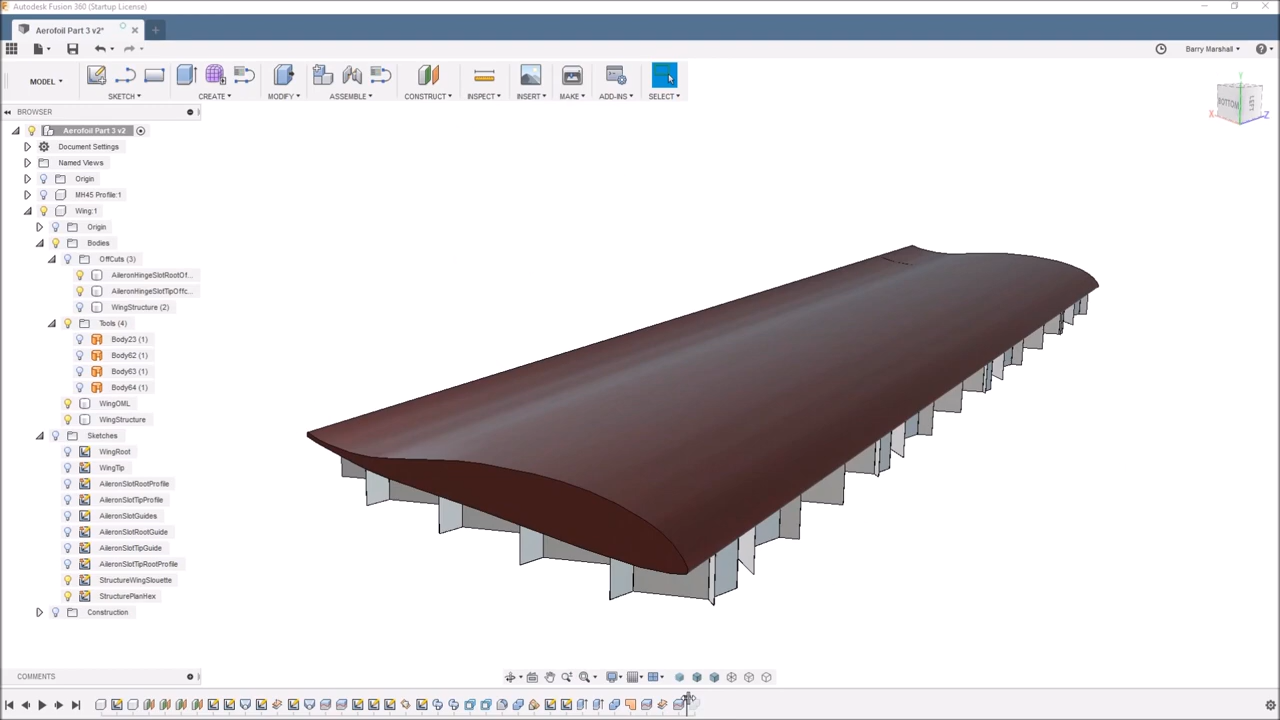 Autodesk Fusion 360 (Startup License)
Aerofoil Part 3 v2*
Barry Marshall
MODEL
SKETCH CREATE MODIFY ASSEMBLE CONSTRUCT INSPECT INSERT MAKE ADD-INS SELECT
BROWSER
Aerofoil Part 3 v2
Document Settings
Named Views
Origin
MH45 Profile:1
Wing:1
Origin
Bodies
OffCuts (3)
AileronHingeSlotRootOf...
AileronHingeSlotTipOffc...
WingStructure (2)
Tools (4)
Body23 (1)
Body62 (1)
Body63 (1)
Body64 (1)
WingOML
WingStructure
Sketches
WingRoot
WingTip
AileronSlotRootProfile
AileronSlotTipProfile
AileronSlotGuides
AileronSlotRootGuide
AileronSlotTipGuide
AileronSlotTipRootProfile
StructureWingSlouette
StructurePlanHex
Construction
Y
BOTTOM LEFT
X Z
COMMENTS